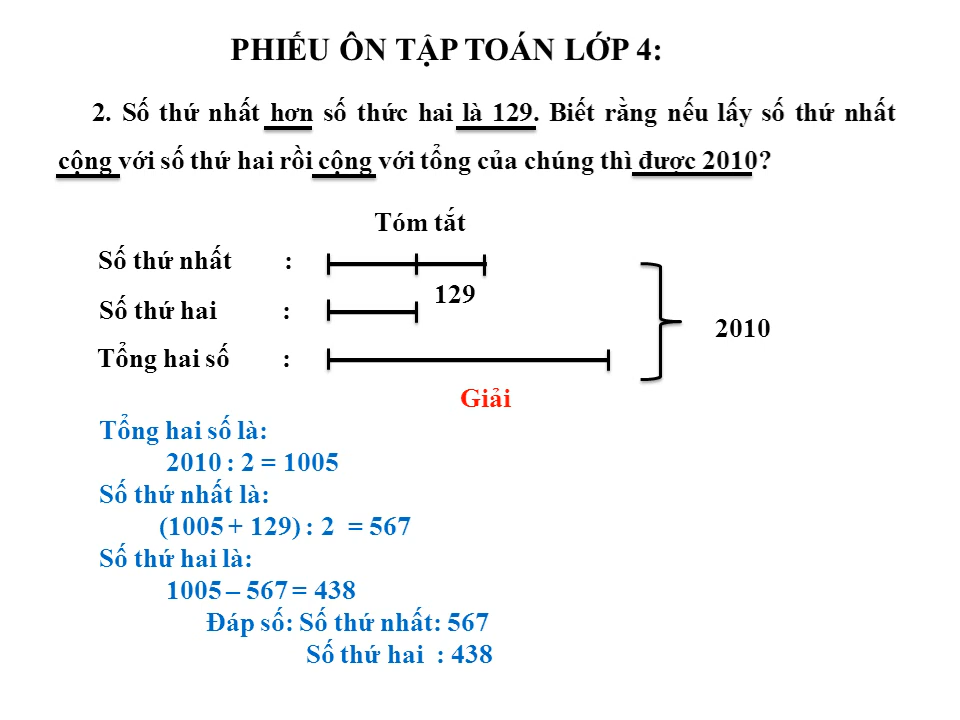 PHIẾU ÔN TẬP TOÁN LỚP 4:
2. Số thứ nhất hơn số thức hai là 129. Biết rằng nếu lấy số thứ nhất
cộng với số thứ hai rồi cộng với tổng của chúng thì được 2010?
Tóm tắt
Số thứ nhất :
129
Số thứ hai :
2010
Tổng hai số :
Giải
Tổng hai số là:
2010 : 2 = 1005
Số thứ nhất là:
(1005 + 129) : 2 = 567
Số thứ hai là:
1005 – 567 = 438
Đáp số: Số thứ nhất: 567
Số thứ hai : 438